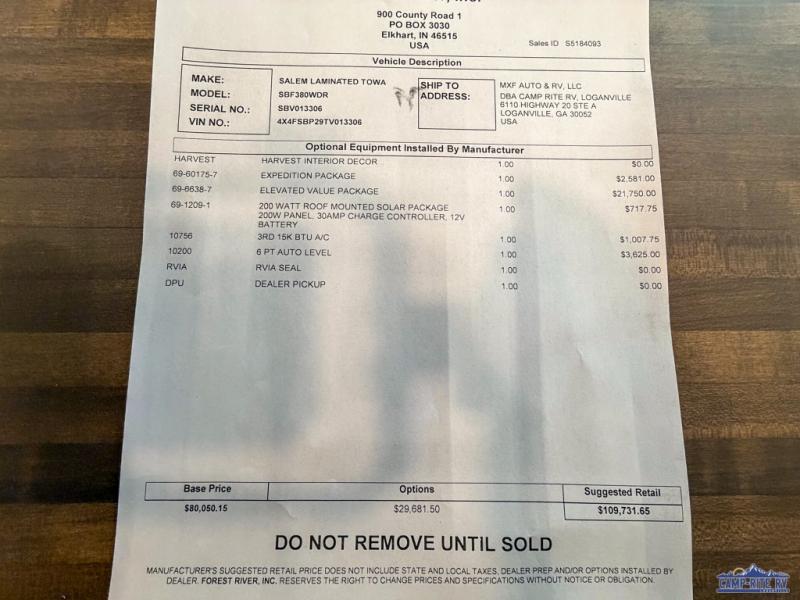 900 County Road 1
PO BOX 3030
Elkhart, IN 46515
USA
Sales ID S5184093
Vehicle Description
MAKE: SALEM LAMINATED TOWA
MODEL: SBF380WDR
SERIAL NO.: SBV013306
VIN NO.: 4X4FSBP29TV013306
SHIP TO
ADDRESS:
MXF AUTO & RV, LLC
DBA CAMP RITE RV, LOGANVILLE
6110 HIGHWAY 20 STE A
LOGANVILLE, GA 30052
USA
Optional Equipment Installed By Manufacturer
HARVEST HARVEST INTERIOR DECOR 1.00 $0.00
69-60175-7 EXPEDITION PACKAGE 1.00 $2,581.00
69-6638-7 ELEVATED VALUE PACKAGE 1.00 $21,750.00
69-1209-1 200 WATT ROOF MOUNTED SOLAR PACKAGE 1.00 $717.75
200W PANEL, 30AMP CHARGE CONTROLLER, 12V
BATTERY
10756 3RD 15K BTU A/C 1.00 $1,007.75
10200 6 PT AUTO LEVEL 1.00 $3,625.00
RVIA RVIA SEAL 1.00 $0.00
DPU DEALER PICKUP 1.00 $0.00
Base Price Options Suggested Retail
$80,050.15 $29,681.50 $109,731.65
DO NOT REMOVE UNTIL SOLD
MANUFACTURER'S SUGGESTED RETAIL PRICE DOES NOT INCLUDE STATE AND LOCAL TAXES, DEALER PREP AND/OR OPTIONS INSTALLED BY
DEALER. FOREST RIVER, INC. RESERVES THE RIGHT TO CHANGE PRICES AND SPECIFICATIONS WITHOUT NOTICE OR OBLIGATION.
CAMP-RITE RV